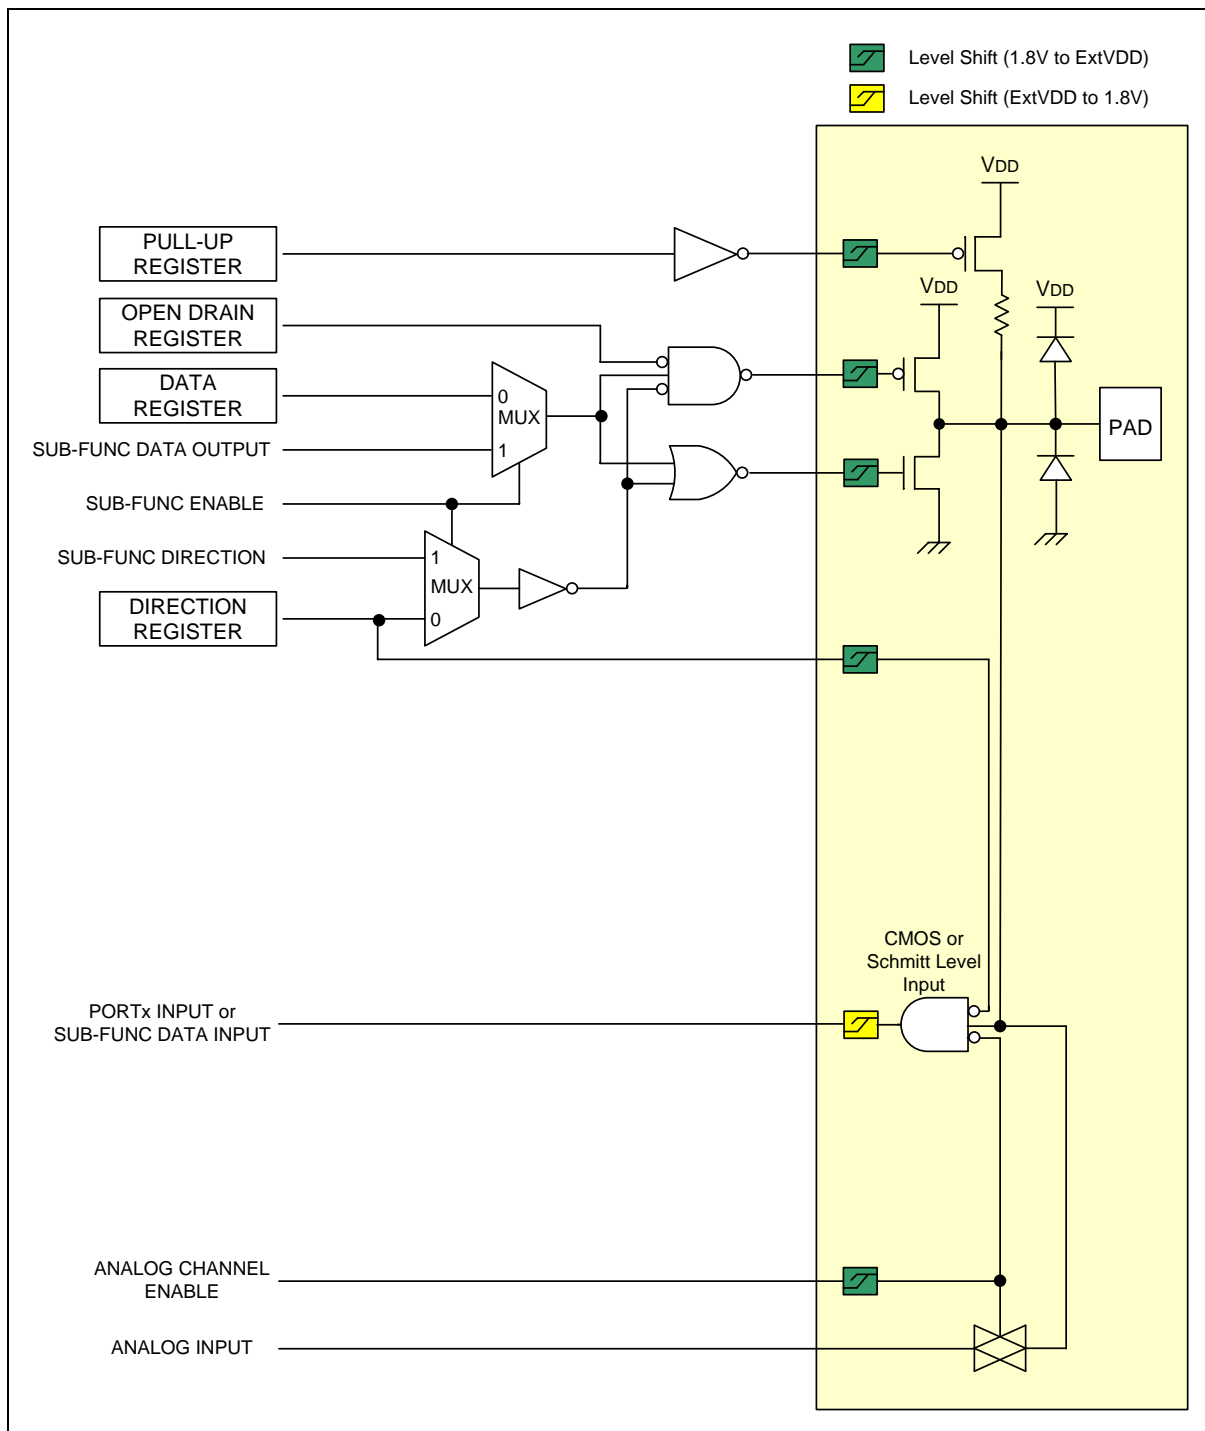 Level Shift (1.8V to ExtVDD)
Level Shift (ExtVDD to 1.8V)
VDD
PULL-UP
REGISTER
VDD
VDD
OPEN DRAIN
REGISTER
DATA
REGISTER
0
MUX
1
PAD
SUB-FUNC DATA OUTPUT
SUB-FUNC ENABLE
SUB-FUNC DIRECTION
1
MUX
0
DIRECTION
REGISTER
CMOS or
Schmitt Level
Input
PORTx INPUT or
SUB-FUNC DATA INPUT
ANALOG CHANNEL
ENABLE
ANALOG INPUT